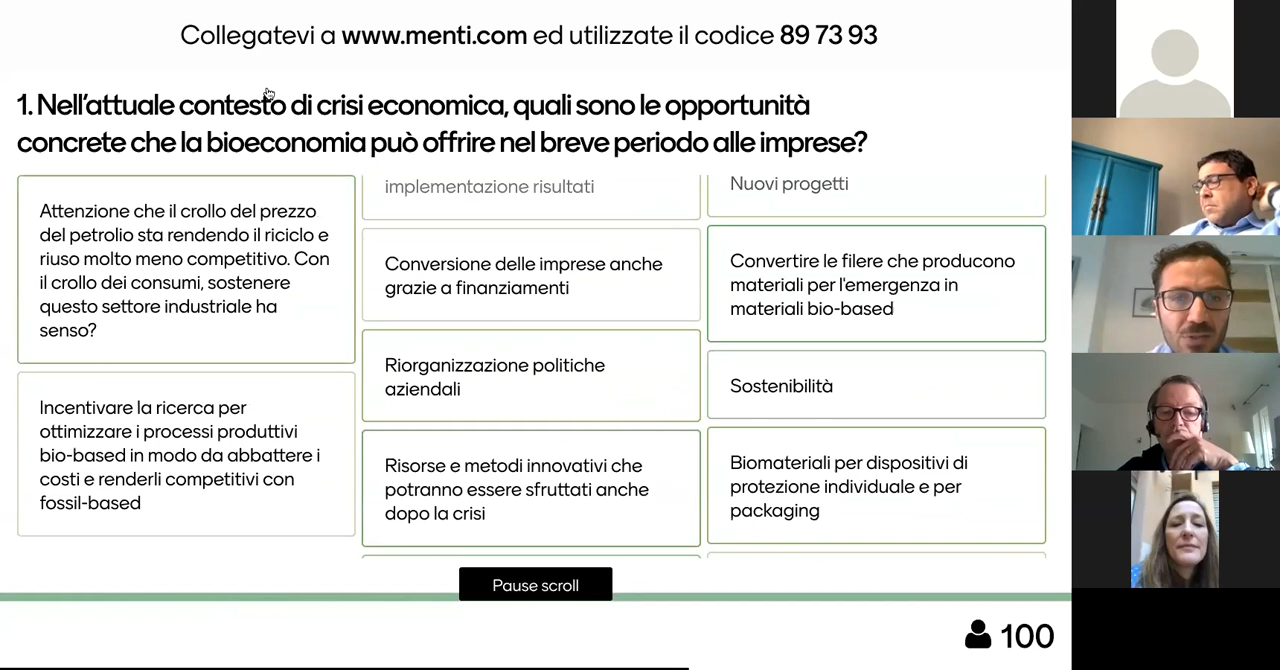 Collegatevi a www.menti.com ed utilizzate il codice 89 73 93
1. Nell'attuale contesto di crisi economica, quali sono le opportunità
concrete che la bioeconomia può offrire nel breve periodo alle imprese?
Attenzione che il crollo del prezzo
del petrolio sta rendendo il riciclo e
riuso molto meno competitivo. Con
il crollo dei consumi, sostenere
questo settore industriale ha
senso?
Incentivare la ricerca per
ottimizzare i processi produttivi
bio-based in modo da abbattere i
costi e renderli competitivi con
fossil-based
implementazione risultati
Conversione delle imprese anche
grazie a finanziamenti
Riorganizzazione politiche
aziendali
Risorse e metodi innovativi che
potranno essere sfruttati anche
dopo la crisi
Nuovi progetti
Convertire le filere che producono
materiali per l'emergenza in
materiali bio-based
Sostenibilità
Biomateriali per dispositivi di
protezione individuale e per
packaging
Pause scroll
100